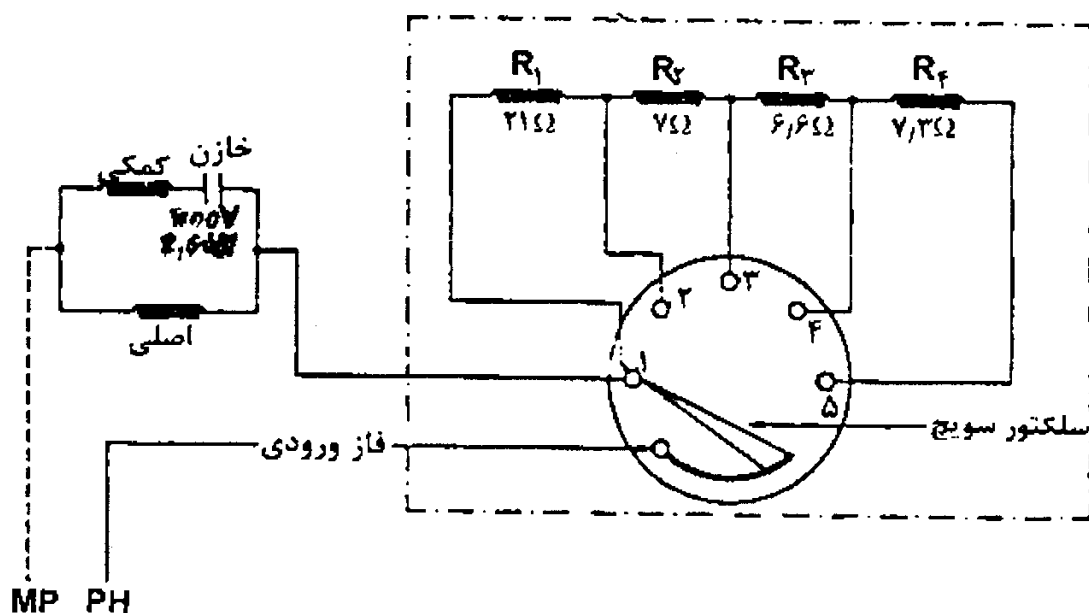 R۱ R۲ R۳ R۴
۲۱Ω ۷Ω ۶٫۶Ω ۷٫۳Ω
خازن
کمکی
۴۰۰V
اصلی
۱ ۲ ۳ ۴ ۵
سلکتور سویچ
فاز ورودی
MP PH